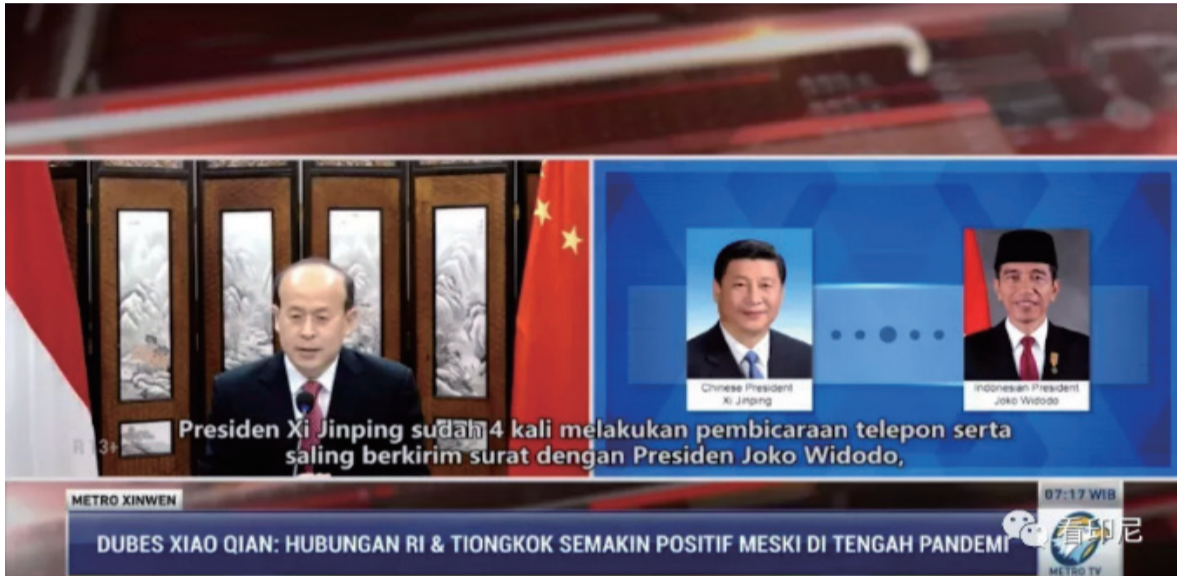 Chinese President
Xi Jinping
Indonesian President
Joko Widodo
R13+
Presiden Xi Jinping sudah 4 kali melakukan pembicaraan telepon serta
saling berkirim surat dengan Presiden Joko Widodo,
METRO XINWEN
07:17 WIB
DUBES XIAO QIAN: HUBUNGAN RI & TIONGKOK SEMAKIN POSITIF MESKI DI TENGAH PANDEMI
看印尼
METRO TV